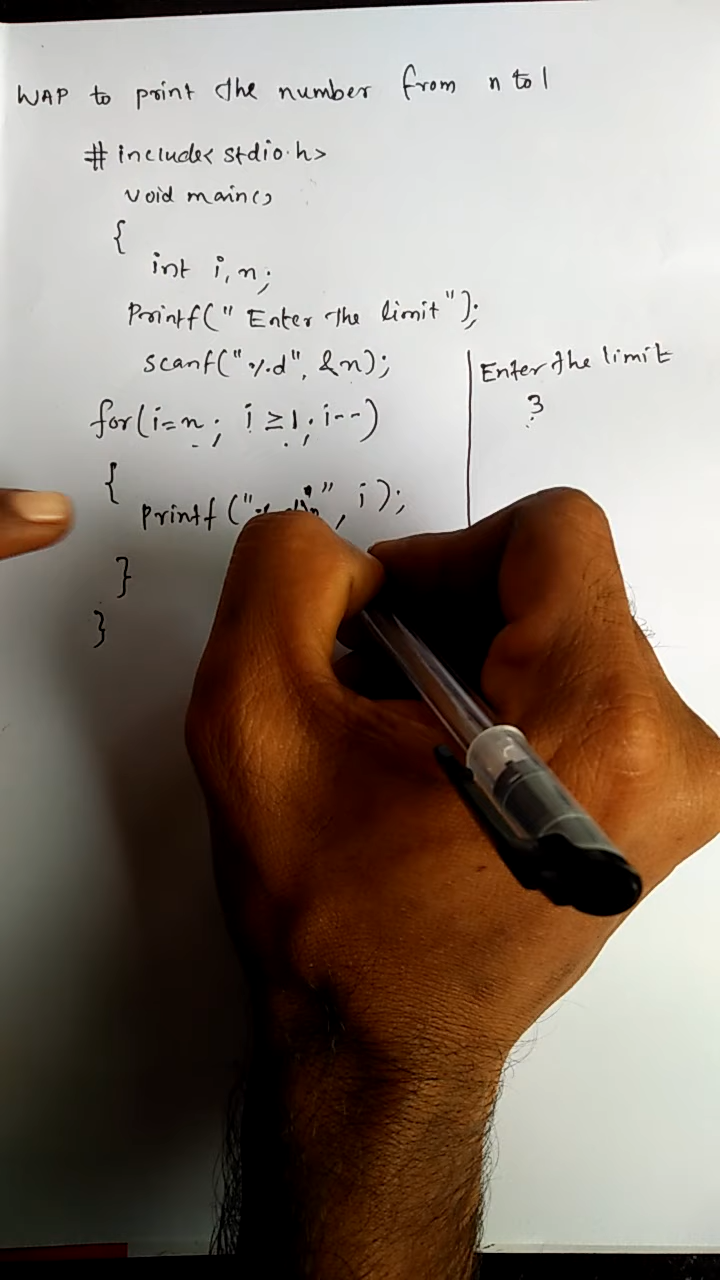 WAP to print the number from n to 1
#include<stdio.h>
void main()
{
int i, n;
Printf(" Enter the limit");
scanf("%d", &n);
for(i=n; i≥1; i--)
{
printf("%d\n", i);
}
}
Enter the limit
3